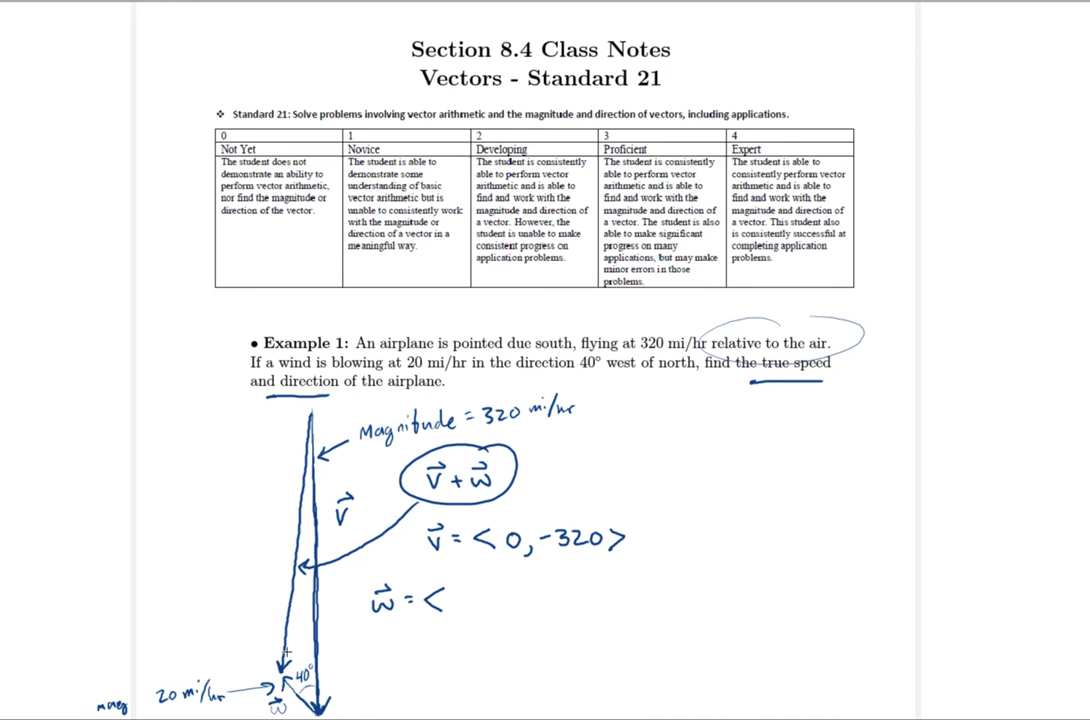 Section 8.4 Class Notes
Vectors - Standard 21
❖ Standard 21: Solve problems involving vector arithmetic and the magnitude and direction of vectors, including applications.
0 1 2 3 4
Not Yet Novice Developing Proficient Expert
The student does not demonstrate an ability to perform vector arithmetic, nor find the magnitude or direction of the vector.
The student is able to demonstrate some understanding of basic vector arithmetic but is unable to consistently work with the magnitude or direction of a vector in a meaningful way.
The student is consistently able to perform vector arithmetic and is able to find and work with the magnitude and direction of a vector. However, the student is unable to make consistent progress on application problems.
The student is consistently able to perform vector arithmetic and is able to find and work with the magnitude and direction of a vector. The student is also able to make significant progress on many applications, but may make minor errors in those problems.
The student is able to consistently perform vector arithmetic and is able to find and work with the magnitude and direction of a vector. This student also is consistently successful at completing application problems.
• Example 1: An airplane is pointed due south, flying at 320 mi/hr relative to the air.
If a wind is blowing at 20 mi/hr in the direction 40° west of north, find the true speed
and direction of the airplane.
Magnitude = 320 mi/hr
v⃗ + w⃗
v⃗
v⃗ = < 0, -320 >
w⃗ = <
40°
20 mi/hr
w⃗
mag